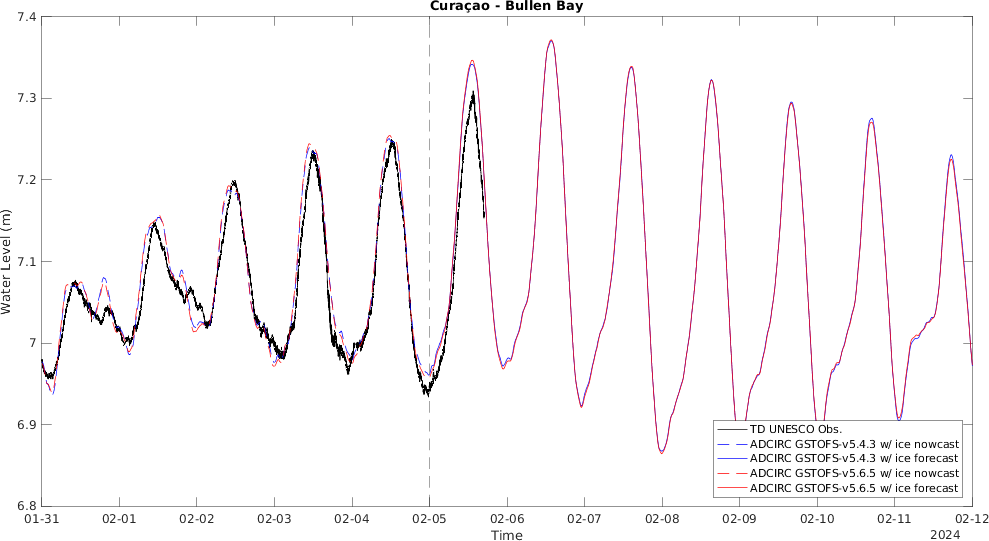 Curaçao - Bullen Bay
7.4
7.3
7.2
7.1
7
6.9
6.8
Water Level (m)
TD UNESCO Obs.
ADCIRC GSTOFS-v5.4.3 w/ ice nowcast
ADCIRC GSTOFS-v5.4.3 w/ ice forecast
ADCIRC GSTOFS-v5.6.5 w/ ice nowcast
ADCIRC GSTOFS-v5.6.5 w/ ice forecast
01-31 02-01 02-02 02-03 02-04 02-05 02-06 02-07 02-08 02-09 02-10 02-11 02-12
Time
2024